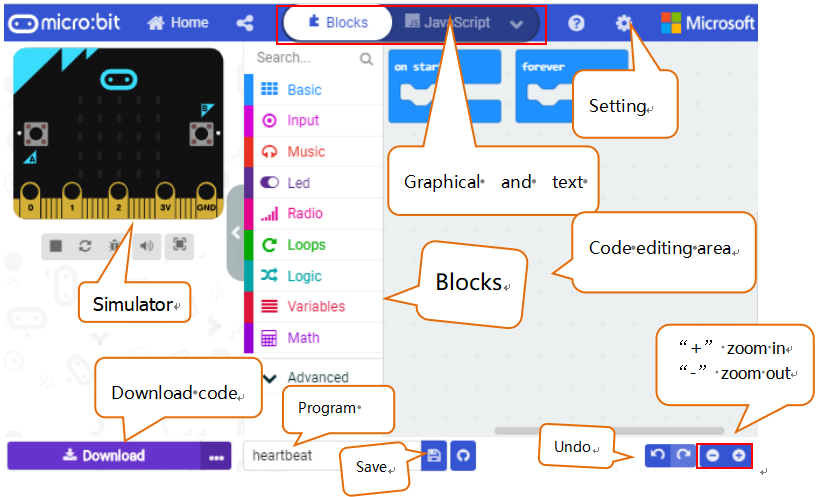 micro:bit Home Blocks JavaScript Microsoft
Search...
Basic
Input
Music
Led
Radio
Loops
Logic
Variables
Math
Advanced
on start
forever
Setting
Graphical and text
Code editing area
Blocks
B
A
0 1 2 3V GND
Simulator
“+” zoom in
“-” zoom out
Download code
Program
Save
Undo
Download ...
heartbeat